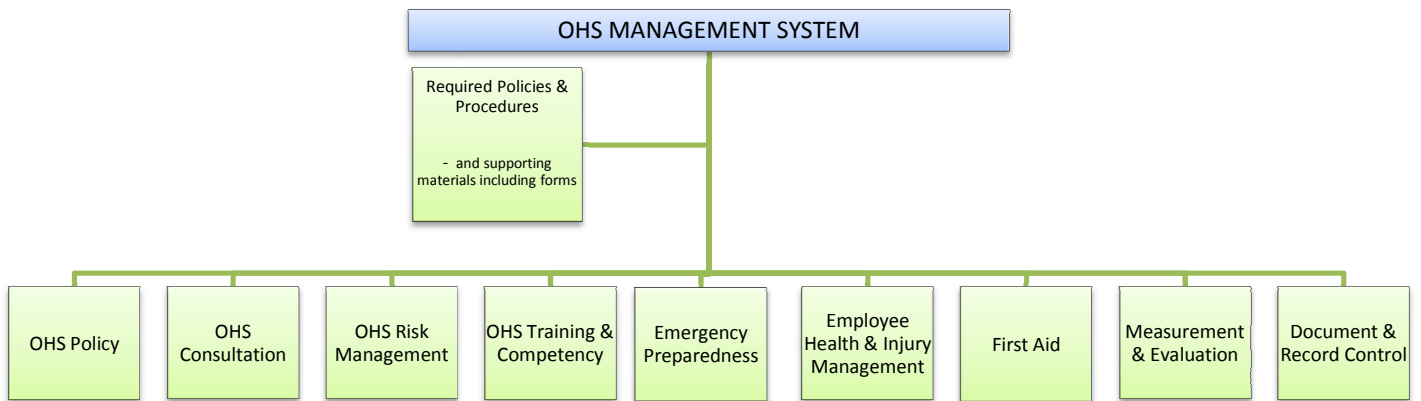 OHS MANAGEMENT SYSTEM
Required Policies &
Procedures
- and supporting
materials including forms
OHS Policy
OHS
Consultation
OHS Risk
Management
OHS Training &
Competency
Emergency
Preparedness
Employee
Health & Injury
Management
First Aid
Measurement
& Evaluation
Document &
Record Control